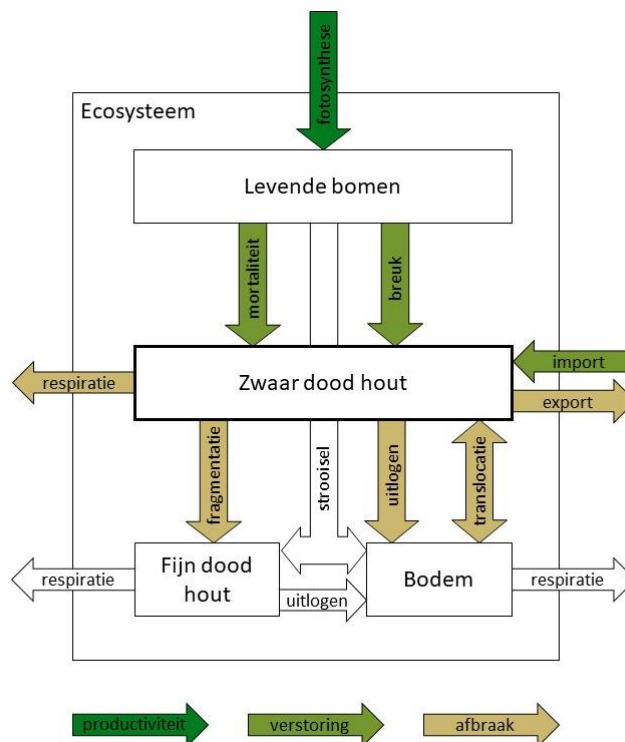 fotosynthese
Ecosysteem
Levende bomen
mortaliteit
breuk
import
respiratie
Zwaar dood hout
export
fragmentatie
strooisel
uitlogen
translocatie
respiratie
Fijn dood
hout
uitlogen
Bodem
respiratie
productiviteit
verstoring
afbraak